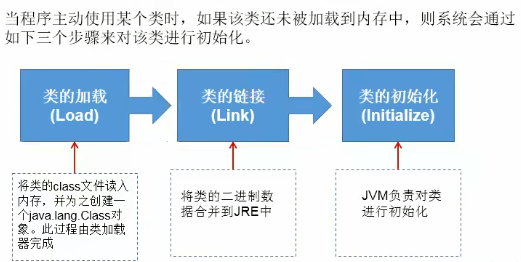 当程序主动使用某个类时，如果该类还未被加载到内存中，则系统会通过
如下三个步骤来对该类进行初始化。
类的加载
(Load)
类的链接
(Link)
类的初始化
(Initialize)
将类的class文件读入
内存，并为之创建一
个java.lang.Class对
象。此过程由类加载
器完成
将类的二进制数
据合并到JRE中
JVM负责对类
进行初始化